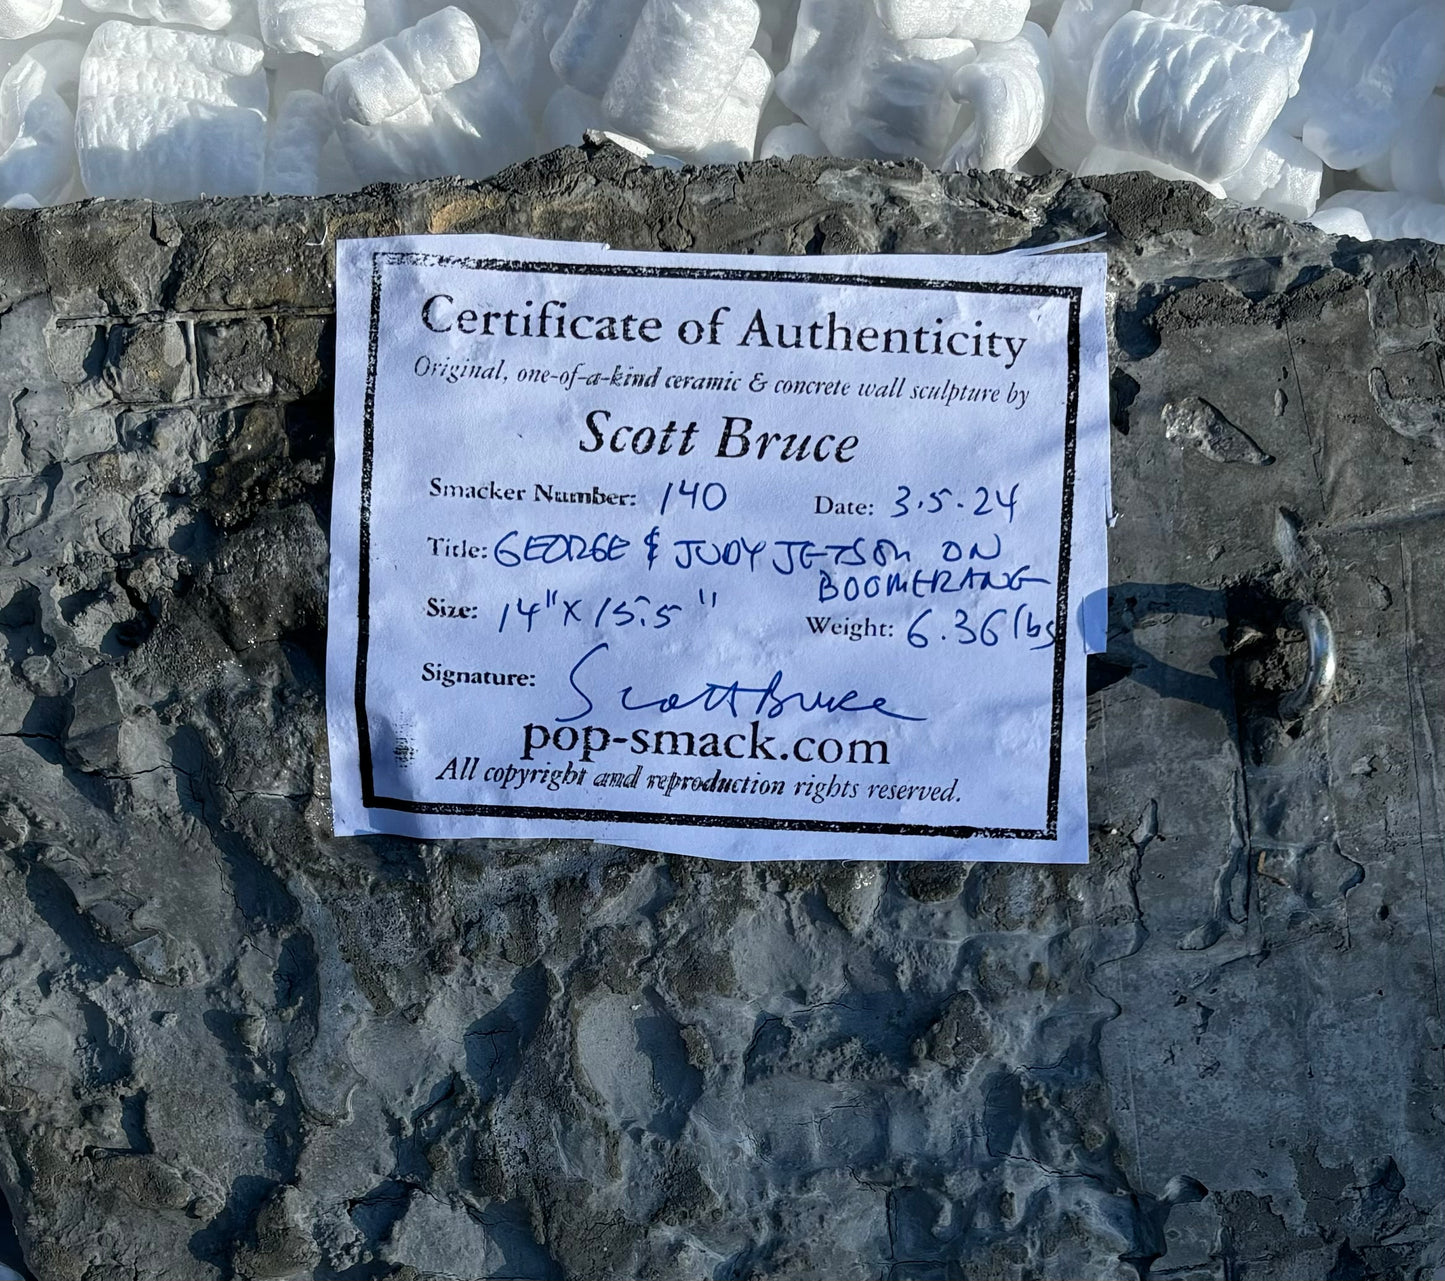 Certificate of Authenticity
Original, one-of-a-kind ceramic & concrete wall sculpture by
Scott Bruce
Smacker Number: 140 Date: 3.5.24
Title: GEORGE & JUDY JETSON ON
BOOMERANG
Size: 14" X 15.5" Weight: 6.36 lbs
Signature: Scott Bruce
pop-smack.com
All copyright and reproduction rights reserved.